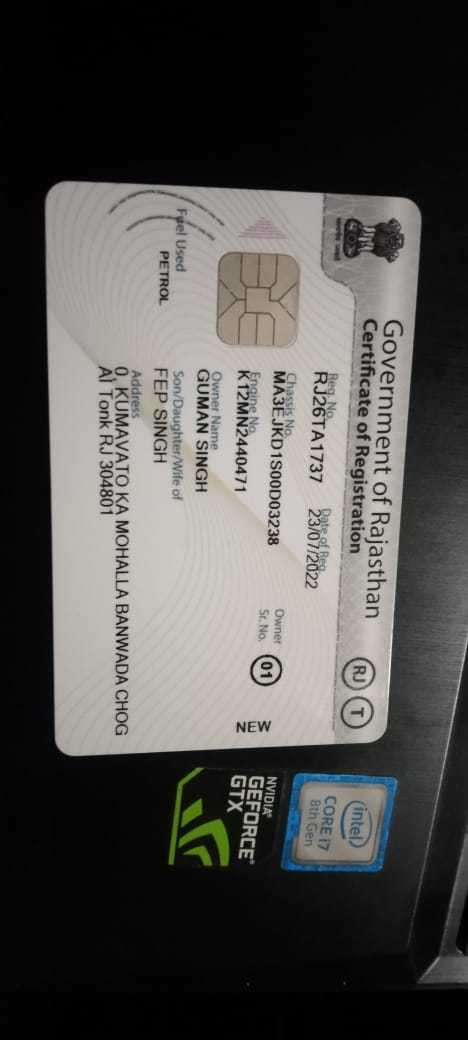 Government of Rajasthan
Certificate of Registration
RJ T
Reg. No. Date of Reg.
RJ26TA1737 23/07/2022
Chassis No.
MA3EJKD1S00D03238
Engine No.
K12MN2440471
Owner Sr. No. 01
NEW
Owner Name
GUMAN SINGH
Son/Daughter/Wife of
FEP SINGH
Fuel Used
PETROL
Address
0, KUMAVATO KA MOHALLA BANWADA CHOG
AI Tonk RJ 304801
intel
CORE i7
8th Gen
NVIDIA
GEFORCE
GTX